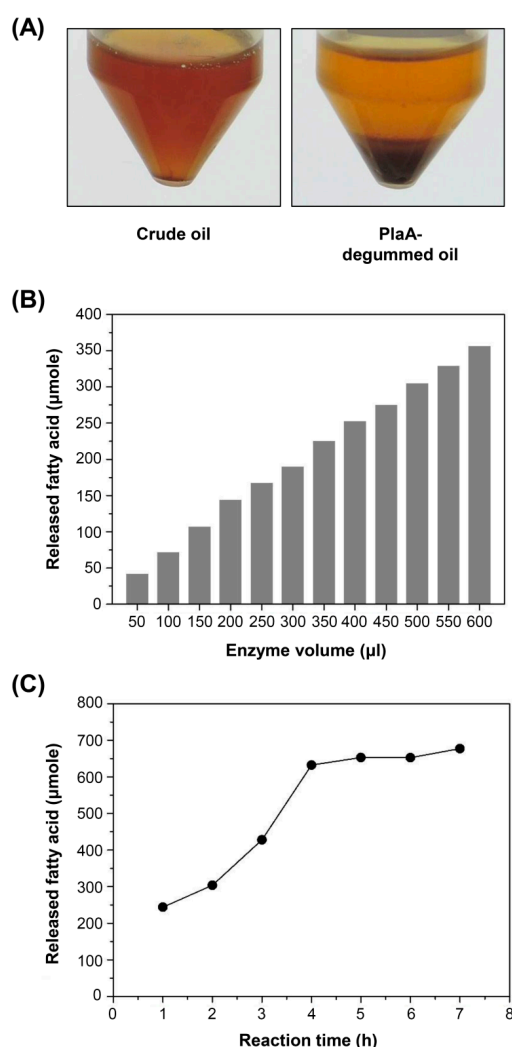 (A)
Crude oil
PlaA-
degummed oil
(B)
Released fatty acid (µmole)
400
350
300
250
200
150
100
50
0
50 100 150 200 250 300 350 400 450 500 550 600
Enzyme volume (µl)
(C)
Released fatty acid (µmole)
800
700
600
500
400
300
200
100
0
0 1 2 3 4 5 6 7 8
Reaction time (h)